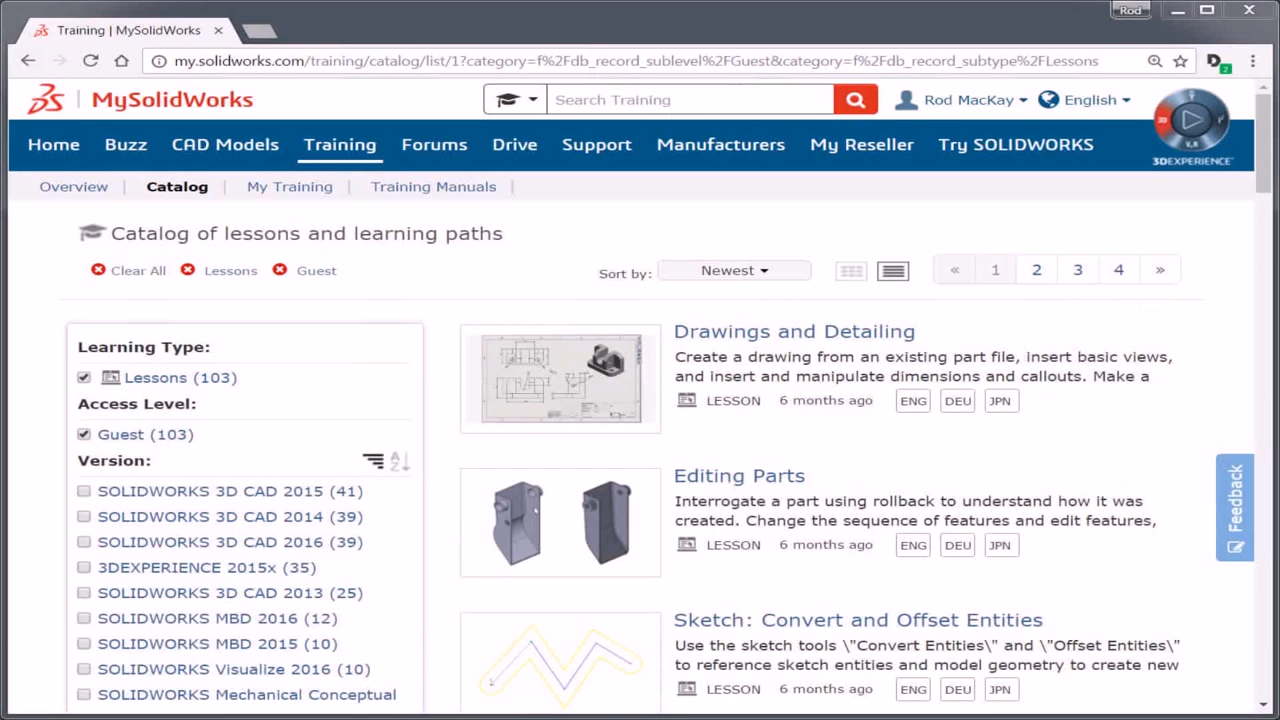 Rod
Training | MySolidWorks
my.solidworks.com/training/catalog/list/1?category=f%2Fdb_record_sublevel%2FGuest&category=f%2Fdb_record_subtype%2FLessons
2
MySolidWorks
Search Training
Rod MacKay
English
3DEXPERIENCE
Home Buzz CAD Models Training Forums Drive Support Manufacturers My Reseller Try SOLIDWORKS
Overview | Catalog | My Training | Training Manuals |
Catalog of lessons and learning paths
Clear All Lessons Guest
Sort by: Newest
« 1 2 3 4 »
Learning Type:
Lessons (103)
Access Level:
Guest (103)
Version:
SOLIDWORKS 3D CAD 2015 (41)
SOLIDWORKS 3D CAD 2014 (39)
SOLIDWORKS 3D CAD 2016 (39)
3DEXPERIENCE 2015x (35)
SOLIDWORKS 3D CAD 2013 (25)
SOLIDWORKS MBD 2016 (12)
SOLIDWORKS MBD 2015 (10)
SOLIDWORKS Visualize 2016 (10)
SOLIDWORKS Mechanical Conceptual
Drawings and Detailing
Create a drawing from an existing part file, insert basic views,
and insert and manipulate dimensions and callouts. Make a
LESSON 6 months ago ENG DEU JPN
Editing Parts
Interrogate a part using rollback to understand how it was
created. Change the sequence of features and edit features,
LESSON 6 months ago ENG DEU JPN
Sketch: Convert and Offset Entities
Use the sketch tools \"Convert Entities\" and \"Offset Entities\"
to reference sketch entities and model geometry to create new
LESSON 6 months ago ENG DEU JPN
Feedback